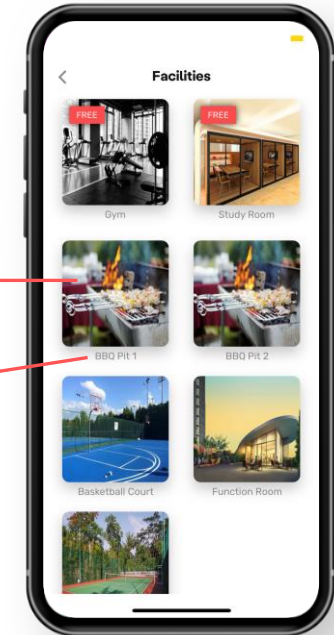 Facilities
FREE
FREE
Gym
Study Room
BBQ Pit 1
BBQ Pit 2
Basketball Court
Function Room